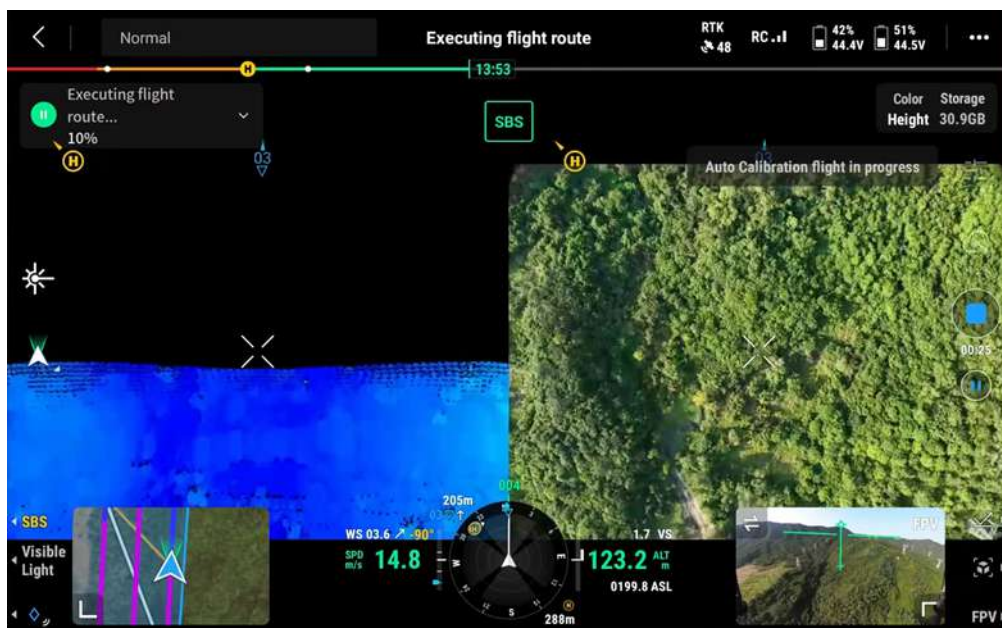 Normal
Executing flight route
RTK
48
RC
42%
44.4V
51%
44.5V
13:53
Executing flight
route...
10%
SBS
Color Storage
Height 30.9GB
H
03
H
03
Auto Calibration flight in progress
00:25
004
205m
SBS
Visible
Light
WS 03.6 -90°
SPD
m/s
14.8
1.7 VS
123.2 ALT
m
0199.8 ASL
N
W
E
S
H
288m
FPV
FPV